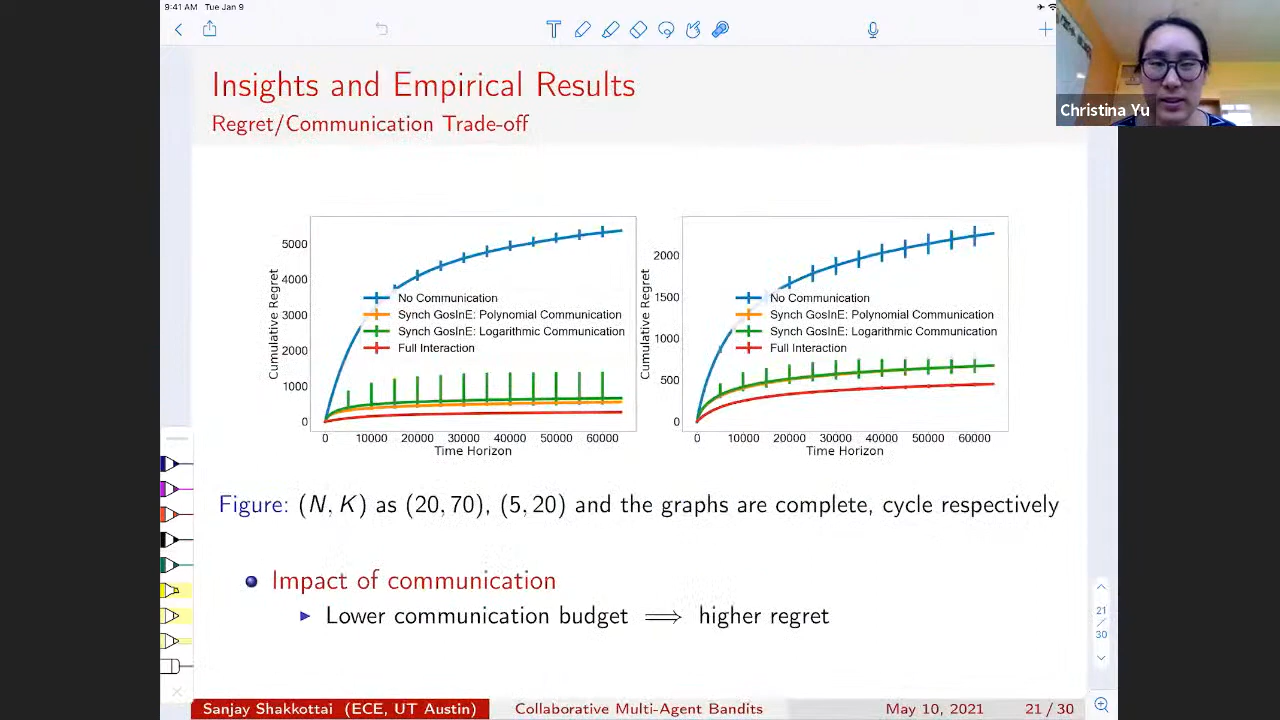 9:41 AM Tue Jan 9
Insights and Empirical Results
Regret/Communication Trade-off
Christina Yu
Cumulative Regret
5000
4000
3000
2000
1000
0
No Communication
Synch GosInE: Polynomial Communication
Synch GosInE: Logarithmic Communication
Full Interaction
0 10000 20000 30000 40000 50000 60000
Time Horizon
Cumulative Regret
2000
1500
1000
500
0
No Communication
Synch GosInE: Polynomial Communication
Synch GosInE: Logarithmic Communication
Full Interaction
0 10000 20000 30000 40000 50000 60000
Time Horizon
Figure: (N, K) as (20, 70), (5, 20) and the graphs are complete, cycle respectively
Impact of communication
Lower communication budget ⟹ higher regret
21
/
30
Sanjay Shakkottai (ECE, UT Austin) Collaborative Multi-Agent Bandits May 10, 2021 21 / 30